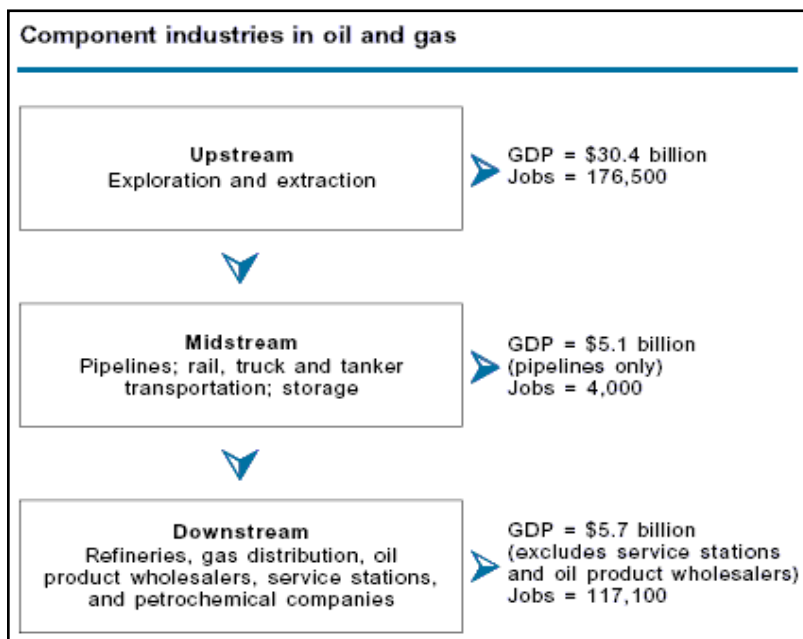 Component industries in oil and gas
Upstream
Exploration and extraction
GDP = $30.4 billion
Jobs = 176,500
Midstream
Pipelines; rail, truck and tanker
transportation; storage
GDP = $5.1 billion
(pipelines only)
Jobs = 4,000
Downstream
Refineries, gas distribution, oil
product wholesalers, service stations,
and petrochemical companies
GDP = $5.7 billion
(excludes service stations
and oil product wholesalers)
Jobs = 117,100